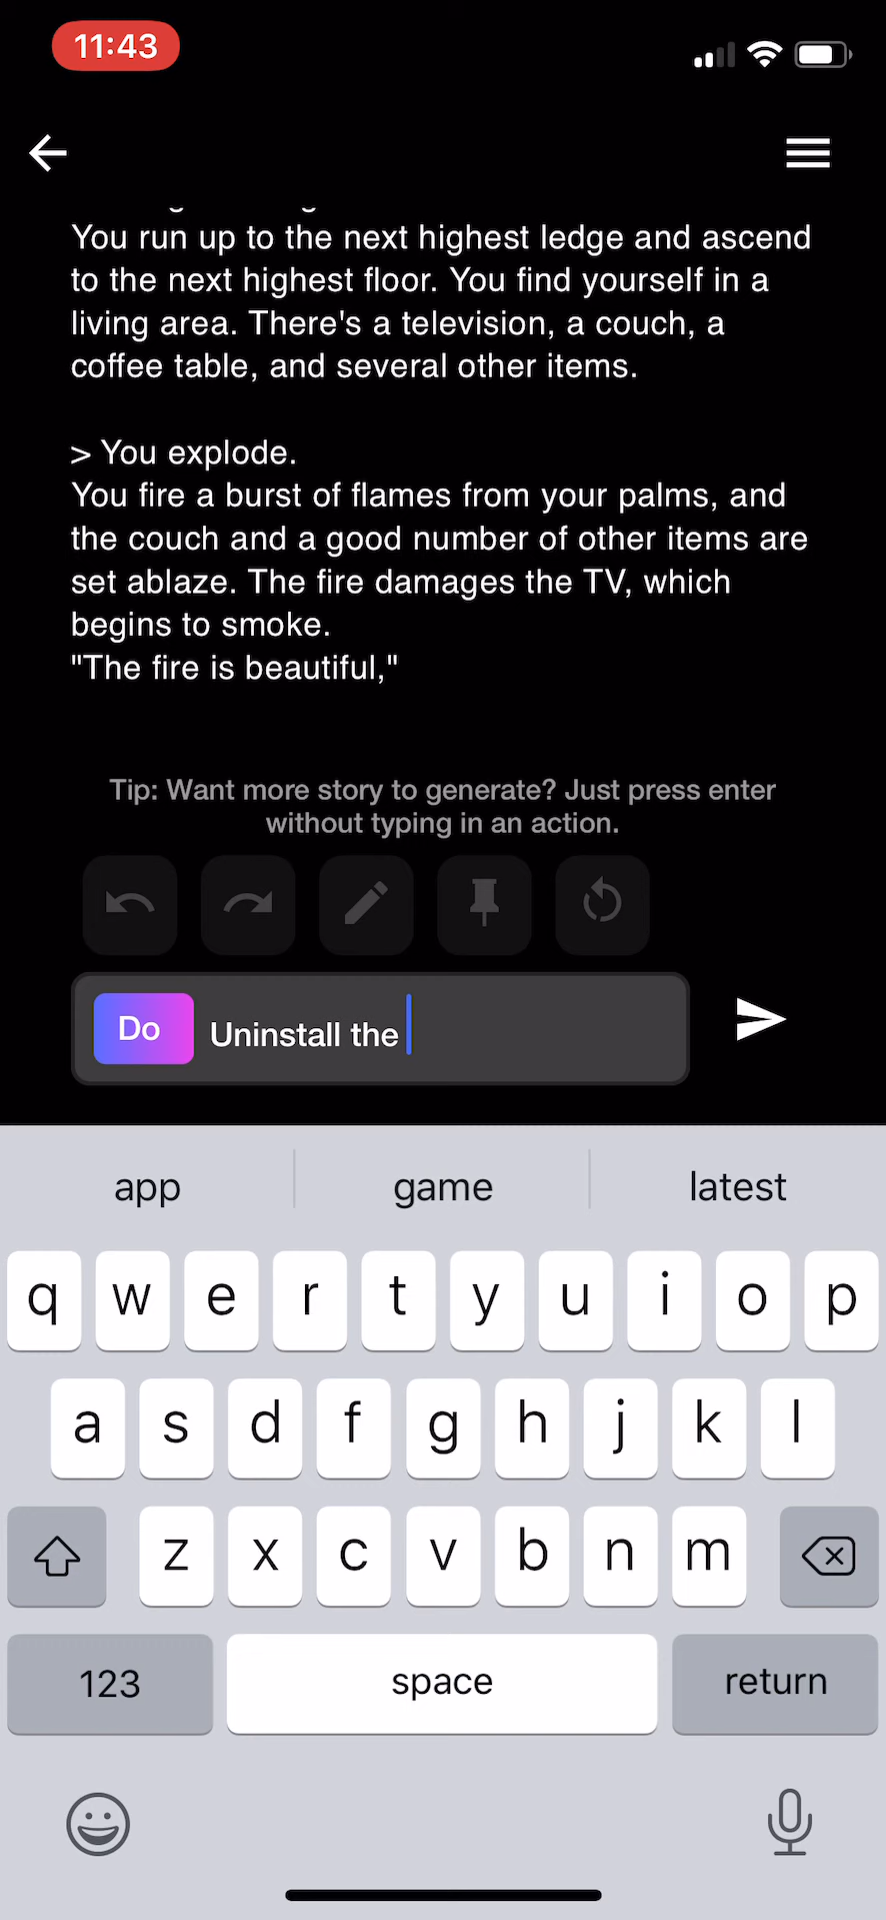 11:43
You run up to the next highest ledge and ascend
to the next highest floor. You find yourself in a
living area. There's a television, a couch, a
coffee table, and several other items.
> You explode.
You fire a burst of flames from your palms, and
the couch and a good number of other items are
set ablaze. The fire damages the TV, which
begins to smoke.
"The fire is beautiful,"
Tip: Want more story to generate? Just press enter
without typing in an action.
Do Uninstall the
app game latest
q w e r t y u i o p
a s d f g h j k l
z x c v b n m
123 space return